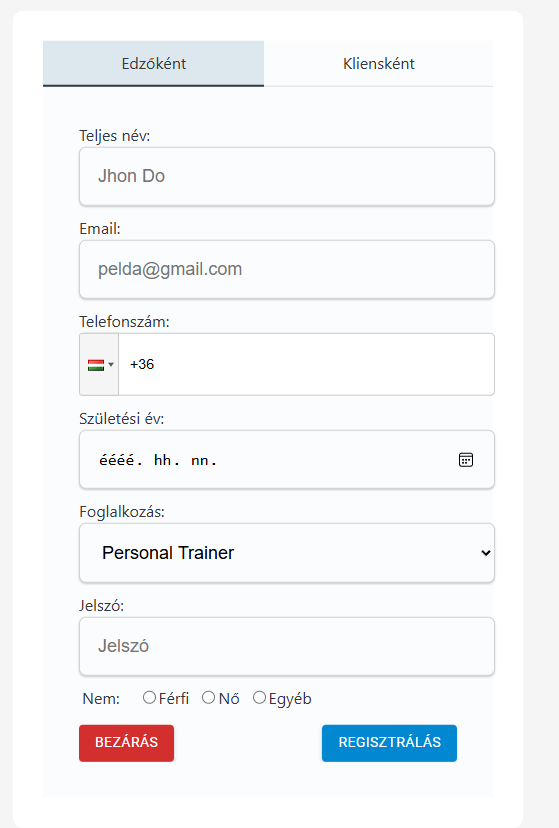 Edzőként Kliensként
Teljes név:
Jhon Do
Email:
pelda@gmail.com
Telefonszám:
+36
Születési év:
éééé. hh. nn.
Foglalkozás:
Personal Trainer
Jelszó:
Jelszó
Nem: Férfi Nő Egyéb
BEZÁRÁS REGISZTRÁLÁS